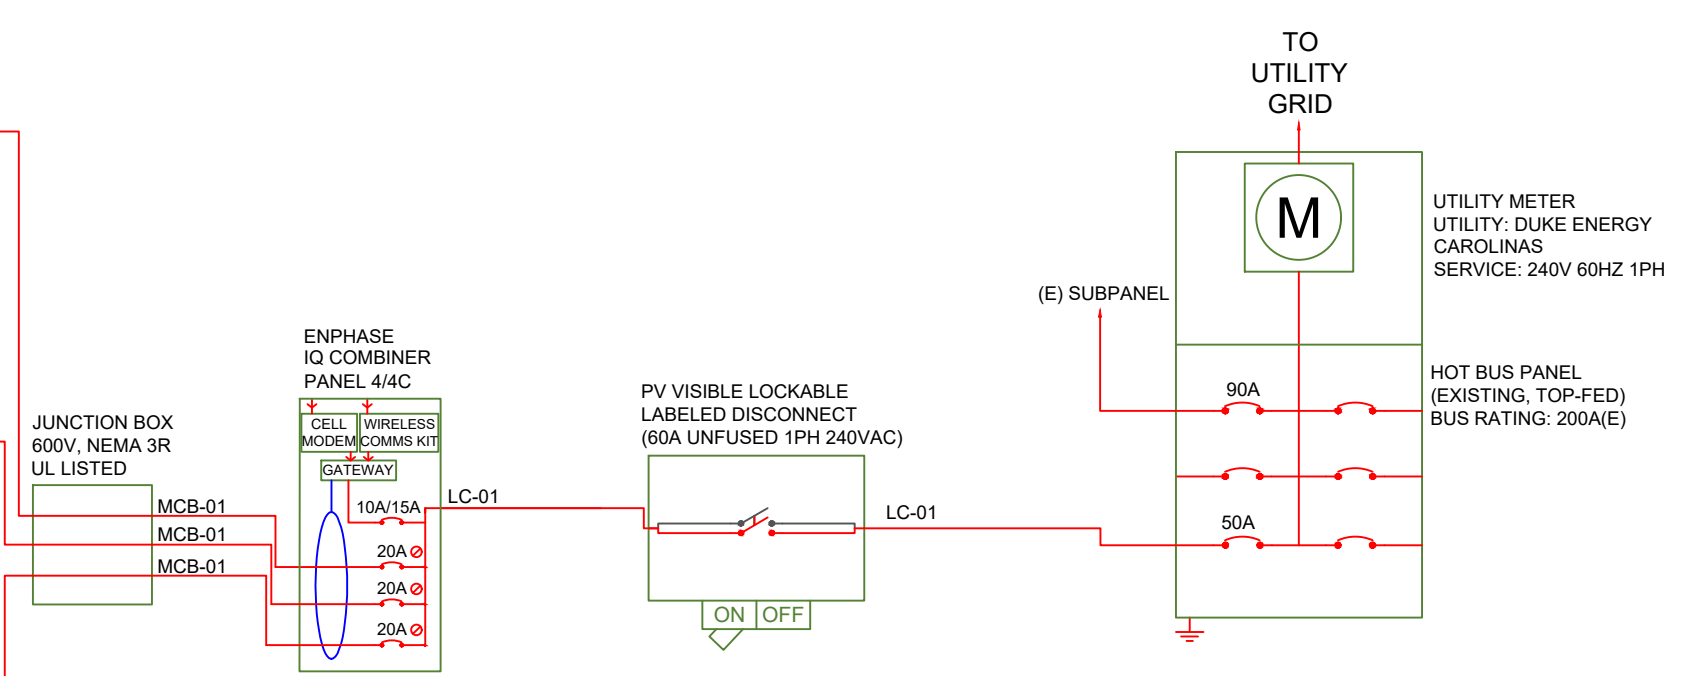 TO
UTILITY
GRID
M
UTILITY METER
UTILITY: DUKE ENERGY
CAROLINAS
SERVICE: 240V 60HZ 1PH
(E) SUBPANEL
HOT BUS PANEL
(EXISTING, TOP-FED)
BUS RATING: 200A(E)
90A
50A
ENPHASE
IQ COMBINER
PANEL 4/4C
CELL
MODEM
WIRELESS
COMMS KIT
GATEWAY
10A/15A
20A
20A
20A
LC-01
PV VISIBLE LOCKABLE
LABELED DISCONNECT
(60A UNFUSED 1PH 240VAC)
LC-01
ON OFF
JUNCTION BOX
600V, NEMA 3R
UL LISTED
MCB-01
MCB-01
MCB-01